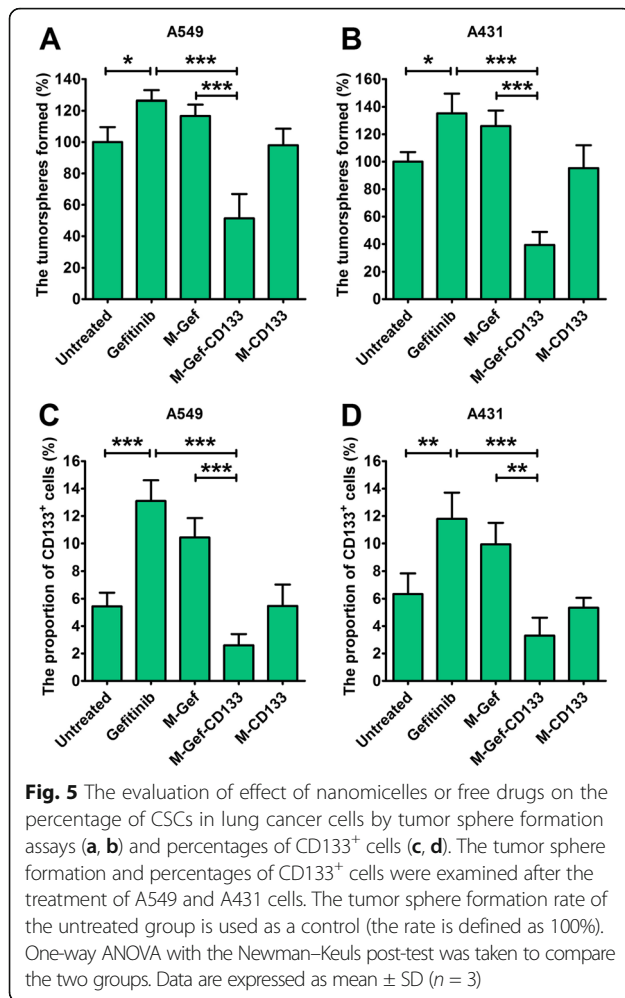 A
A549
The tumorspheres formed (%)
140
120
100
80
60
40
20
0
*
***
***
Untreated
Gefitinib
M-Gef
M-Gef-CD133
M-CD133
B
A431
The tumorspheres formed (%)
160
140
120
100
80
60
40
20
0
*
***
***
Untreated
Gefitinib
M-Gef
M-Gef-CD133
M-CD133
C
A549
The proportion of CD133⁺ cells (%)
16
14
12
10
8
6
4
2
0
***
***
***
Untreated
Gefitinib
M-Gef
M-Gef-CD133
M-CD133
D
A431
The proportion of CD133⁺ cells (%)
16
14
12
10
8
6
4
2
0
**
***
**
Untreated
Gefitinib
M-Gef
M-Gef-CD133
M-CD133
Fig. 5 The evaluation of effect of nanomicelles or free drugs on the
percentage of CSCs in lung cancer cells by tumor sphere formation
assays (a, b) and percentages of CD133⁺ cells (c, d). The tumor sphere
formation and percentages of CD133⁺ cells were examined after the
treatment of A549 and A431 cells. The tumor sphere formation rate of
the untreated group is used as a control (the rate is defined as 100%).
One-way ANOVA with the Newman–Keuls post-test was taken to compare
the two groups. Data are expressed as mean ± SD (n = 3)